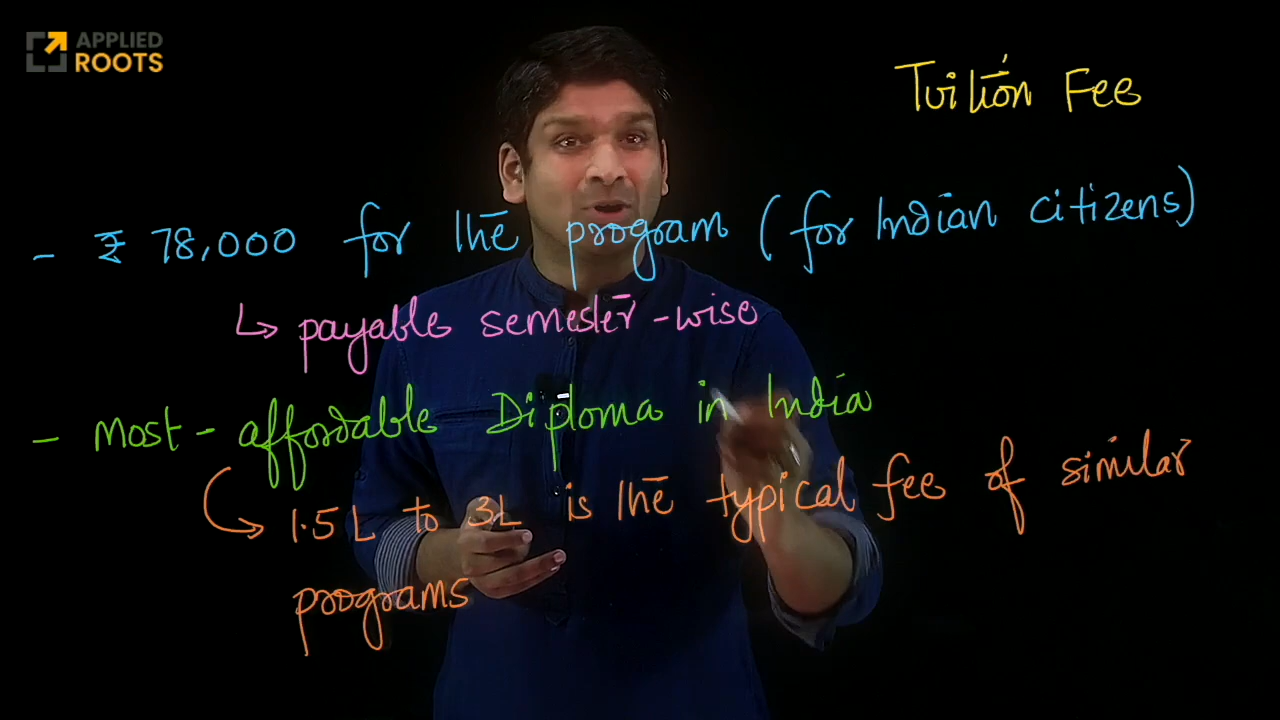 APPLIED
ROOTS
Tuition Fee
- ₹ 78,000 for the program (for Indian citizens)
↳ payable semester-wise
- Most-affordable Diploma in India
↳ 1.5L to 3L is the typical fee of similar
programs